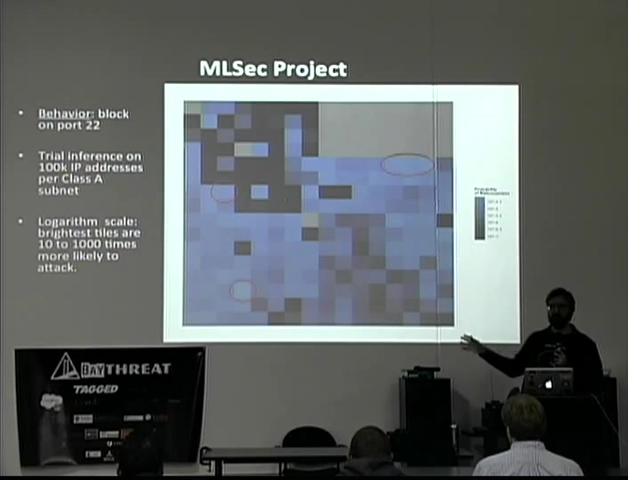 MLSec Project
• Behavior: block
on port 22
• Trial inference on
100k IP addresses
per Class A
subnet
• Logarithm scale:
brightest tiles are
10 to 1000 times
more likely to
attack.
BAYTHREAT
TAGGED